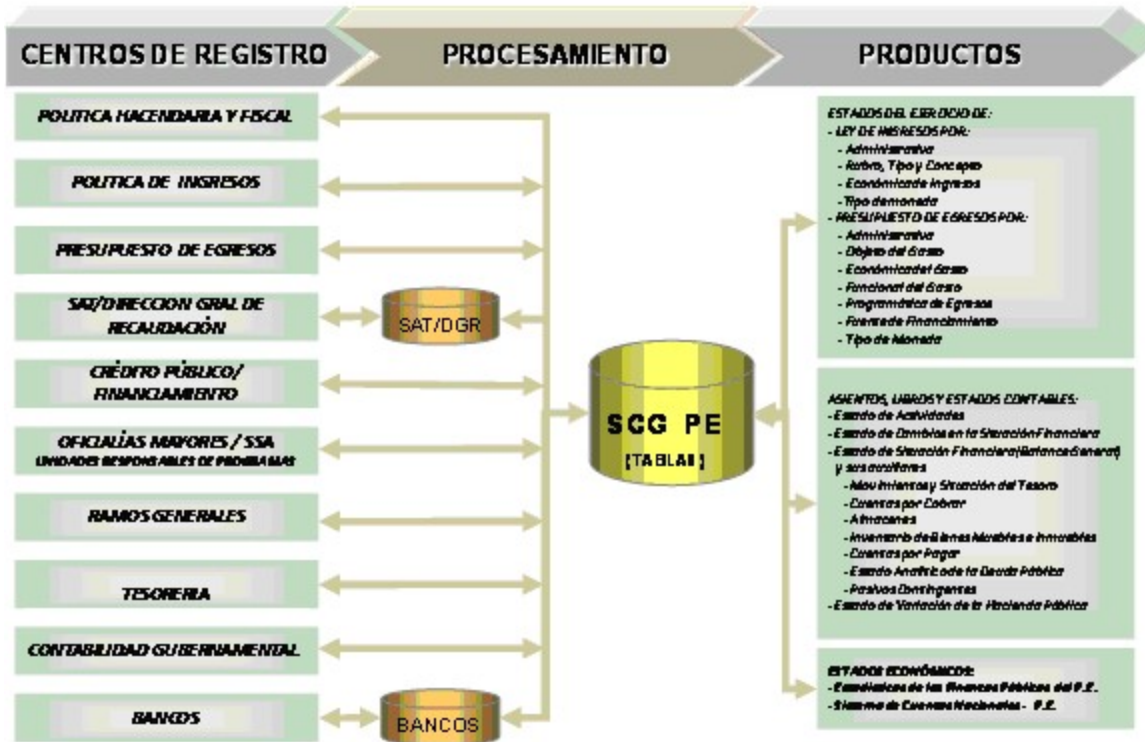 CENTROS DE REGISTRO
PROCESAMIENTO
PRODUCTOS
POLITICA HACENDARIA Y FISCAL
POLITICA DE INGRESOS
PRESUPUESTO DE EGRESOS
SAT/DIRECCION GRAL DE
RECAUDACIÓN
CRÉDITO PÚBLICO/
FINANCIAMIENTO
OFICIALÍAS MAYORES / SSA
UNIDADES RESPONSABLES DE PROGRAMAS
RAMOS GENERALES
TESORERIA
CONTABILIDAD GUBERNAMENTAL
BANCOS
SAT/DGR
BANCOS
SCG PE
(TABLAS)
ESTADOS DEL EJERCICIO DE:
- LEY DE INGRESOS POR:
- Administrativa
- Rubro, Tipo y Concepto
- Económica de Ingresos
- Tipo de moneda
- PRESUPUESTO DE EGRESOS POR:
- Administrativa
- Objeto del Gasto
- Económica del Gasto
- Funcional del Gasto
- Programática de Egresos
- Fuente de Financiamiento
- Tipo de Moneda
ASIENTOS, LIBROS Y ESTADOS CONTABLES:
- Estado de Actividades
- Estado de Cambios en la Situación Financiera
- Estado de Situación Financiera (Balance General)
y sus auxiliares
- Movimientos y Situación del Tesoro
- Cuentas por Cobrar
- Almacenes
- Inventario de Bienes Muebles e Inmuebles
- Cuentas por Pagar
- Estado Analítico de la Deuda Pública
- Pasivos Contingentes
- Estado de Variación de la Hacienda Pública
ESTADOS ECONÓMICOS:
- Estadísticas de las Finanzas Públicas del P.E.
- Sistema de Cuentas Nacionales - P.E.